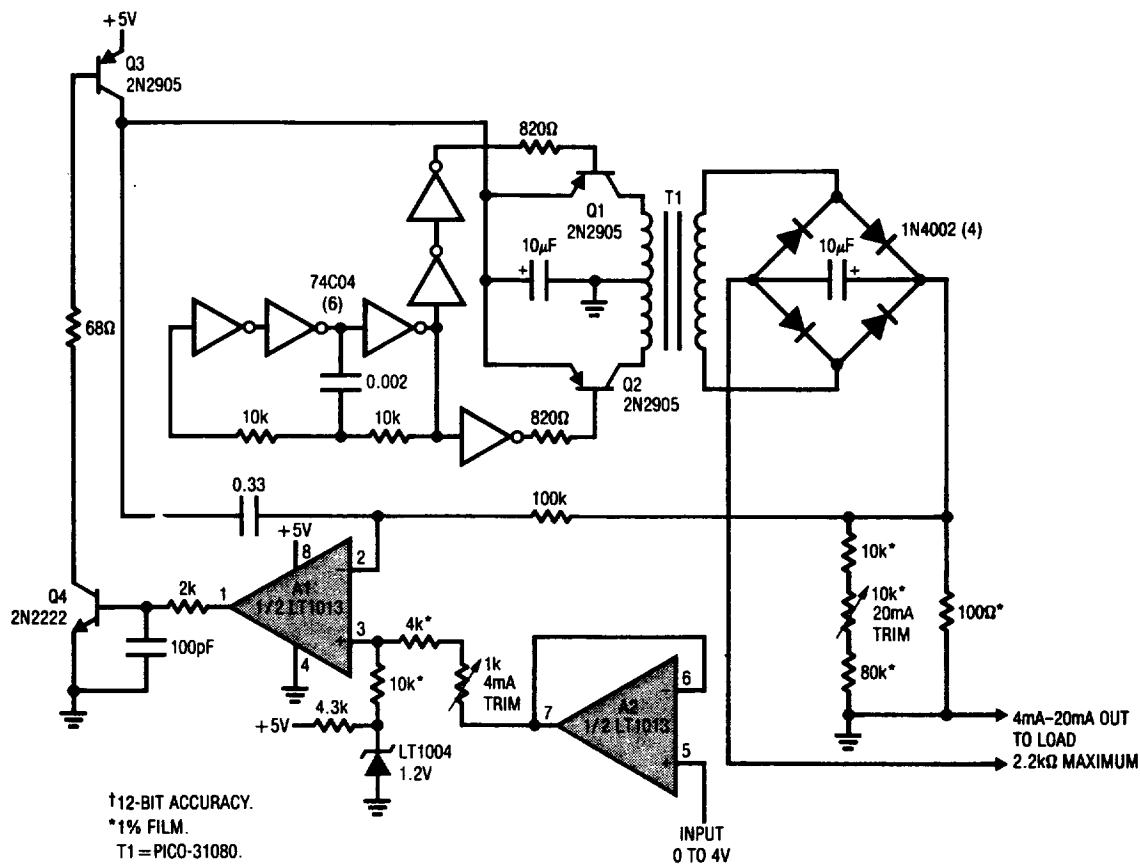 +5V
Q3
2N2905
820Ω
Q1
2N2905
T1
1N4002 (4)
10μF
+
10μF
+
74C04
(6)
68Ω
0.002
Q2
2N2905
10k
10k
820Ω
0.33
100k
+5V
8
2
−
10k*
Q4
2N2222
2k
1
A1
1/2 LT1013
10k*
20mA
TRIM
100Ω*
100pF
3
+
4k*
4
1k
4mA
TRIM
6
−
80k*
10k*
7
A2
1/2 LT1013
4.3k
+5V
5
+
4mA–20mA OUT
TO LOAD
2.2kΩ MAXIMUM
LT1004
1.2V
†12-BIT ACCURACY.
*1% FILM.
T1=PICO-31080.
INPUT
0 TO 4V